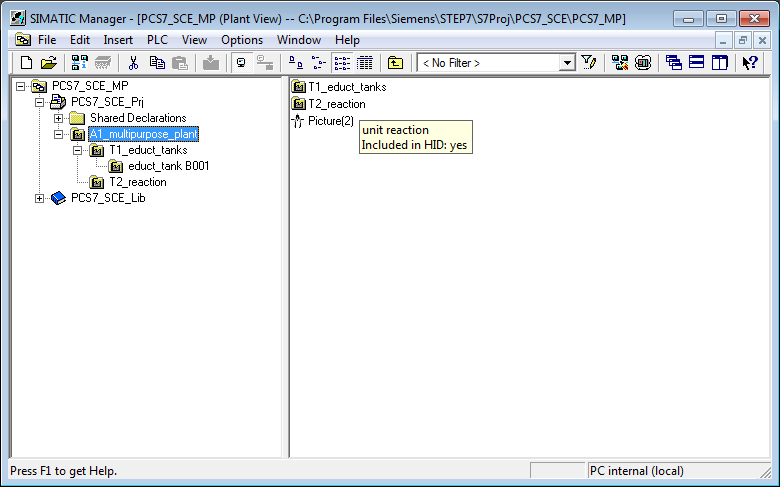 SIMATIC Manager - [PCS7_SCE_MP (Plant View) -- C:\Program Files\Siemens\STEP7\S7Proj\PCS7_SCE\PCS7_MP]
File Edit Insert PLC View Options Window Help
< No Filter >
PCS7_SCE_MP
PCS7_SCE_Prj
Shared Declarations
A1_multipurpose_plant
T1_educt_tanks
educt_tank B001
T2_reaction
PCS7_SCE_Lib
T1_educt_tanks
T2_reaction
Picture(2)
unit reaction
Included in HID: yes
Press F1 to get Help.
PC internal (local)